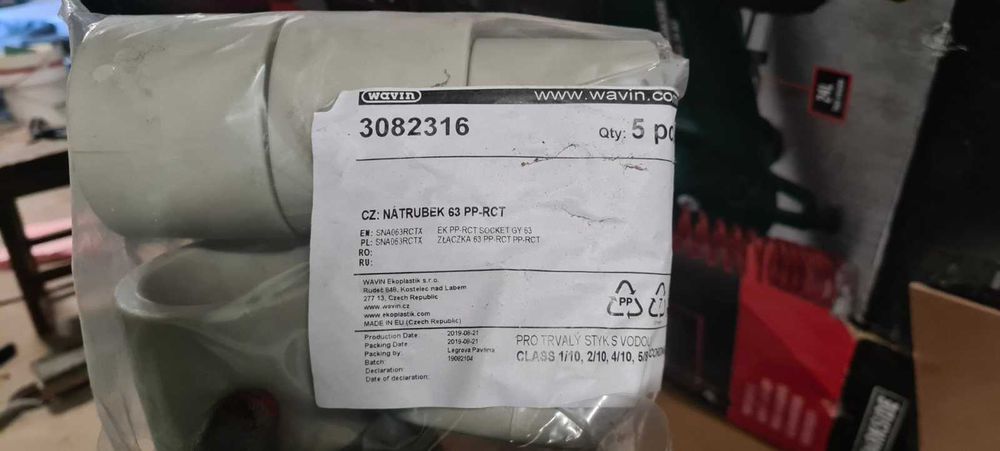 wavin
www.wavin.co
3082316
Qty: 5 pc
CZ: NÁTRUBEK 63 PP-RCT
EN: SNA063RCTX EK PP-RCT SOCKET GY 63
PL: SNA063RCTX ZŁACZKA 63 PP-RCT PP-RCT
RO:
RU:
WAVIN Ekoplastik s.r.o.
Rudeč 848, Kostelec nad Labem
277 13, Czech Republic
www.wavin.cz
www.ekoplastik.com
MADE IN EU (Czech Republic)
PP
Production Date: 2019-08-21
Packing Date 2019-08-21
Packing by: Legrova Pavlina
Batch: 19082104
Declaration:
Date of declaration:
PRO TRVALÝ STYK S VODOU
CLASS 1/10, 2/10, 4/10, 5/
24L